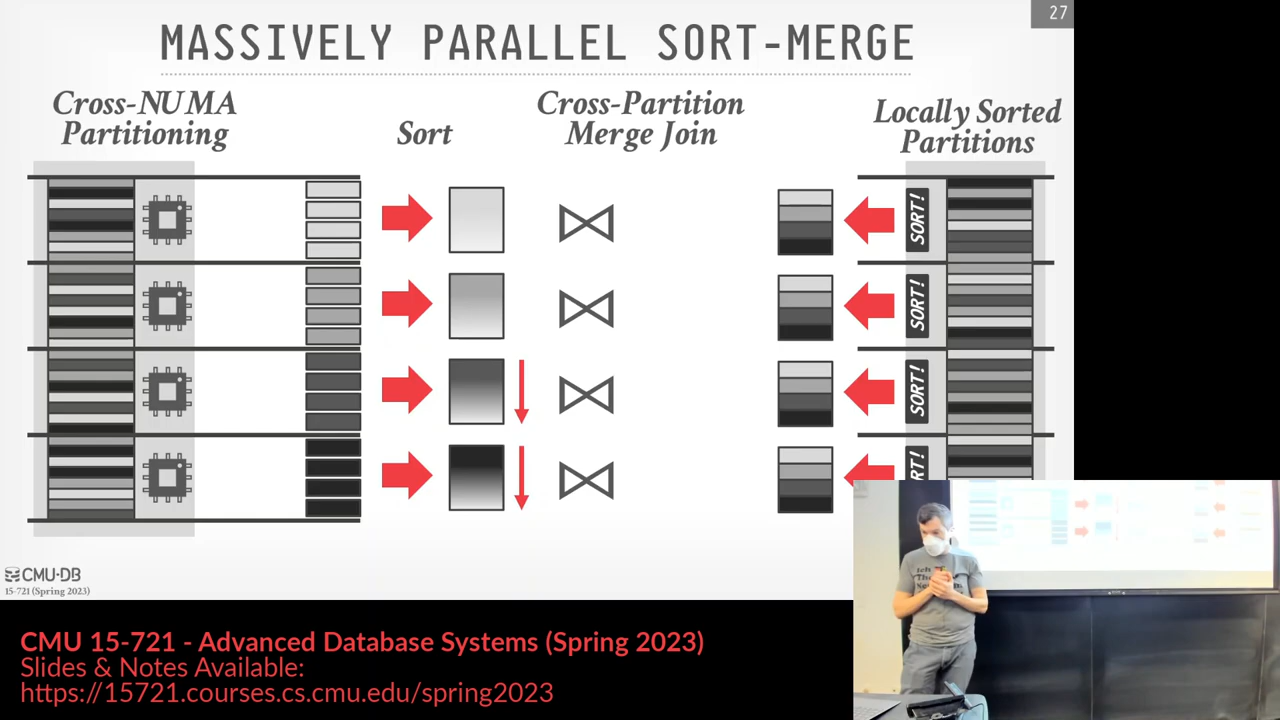 27
MASSIVELY PARALLEL SORT-MERGE
Cross-NUMA
Partitioning
Sort
Cross-Partition
Merge Join
Locally Sorted
Partitions
SORT!
SORT!
SORT!
SORT!
CMU·DB
15-721 (Spring 2023)
CMU 15-721 - Advanced Database Systems (Spring 2023)
Slides & Notes Available:
https://15721.courses.cs.cmu.edu/spring2023